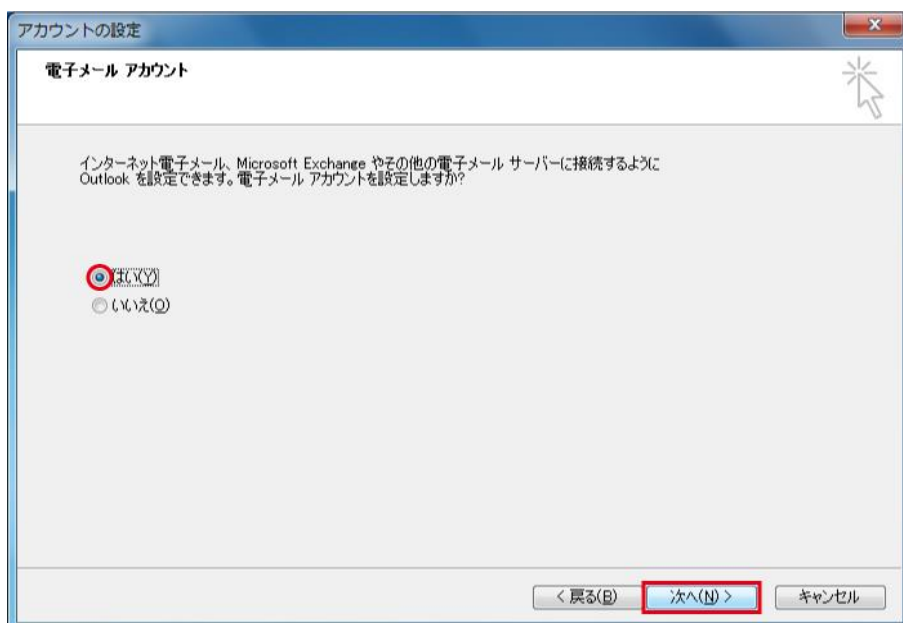 アカウントの設定
電子メール アカウント
インターネット電子メール、Microsoft Exchange やその他の電子メール サーバーに接続するように
Outlook を設定できます。電子メール アカウントを設定しますか?
はい(Y)
いいえ(O)
< 戻る(B)
次へ(N) >
キャンセル